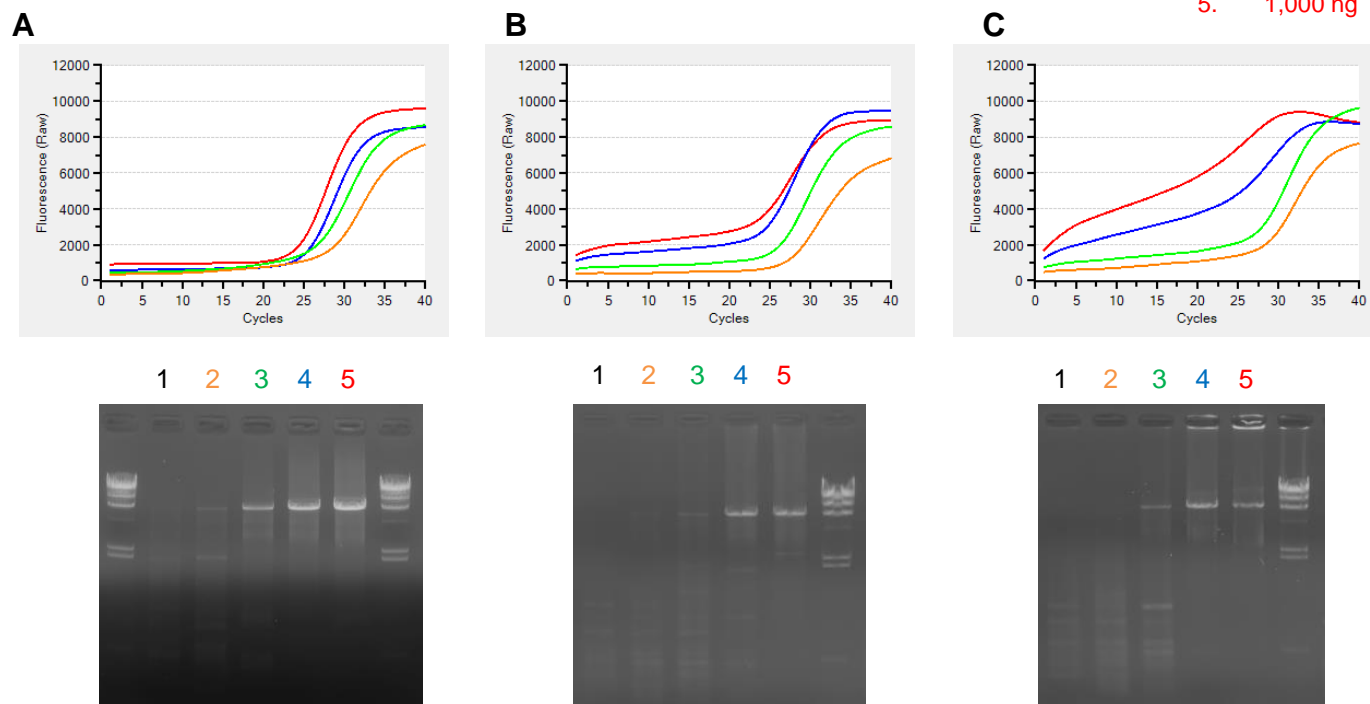 5. 1,000 ng
A B C
12000 12000 12000
10000 10000 10000
8000 8000 8000
6000 6000 6000
4000 4000 4000
2000 2000 2000
0 0 0
Fluorescence (Raw) Fluorescence (Raw) Fluorescence (Raw)
0 5 10 15 20 25 30 35 40 0 5 10 15 20 25 30 35 40 0 5 10 15 20 25 30 35 40
Cycles Cycles Cycles
1 2 3 4 5 1 2 3 4 5 1 2 3 4 5